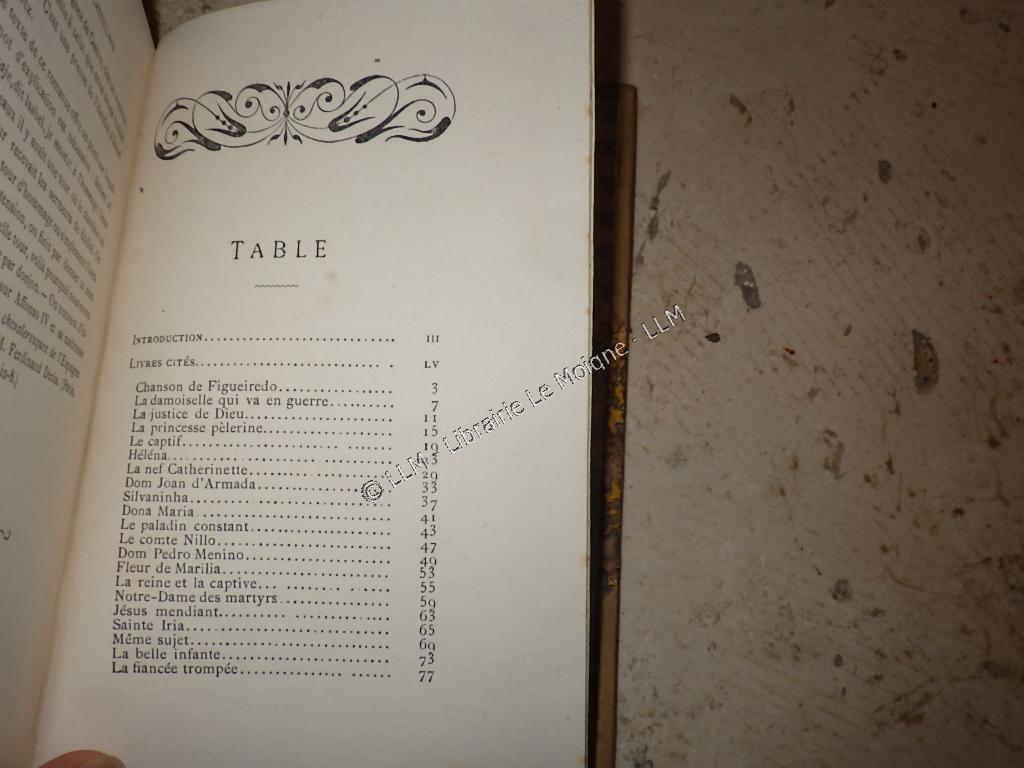 TABLE
INTRODUCTION.............................. III
LIVRES CITÉS.............................. LV
Chanson de Figueiredo.................. 3
La damoiselle qui va en guerre........... 7
La justice de Dieu....................... 11
La princesse pèlerine.................... 15
Le captif................................ 19
Héléna................................... 23
La nef Catherinette...................... 29
Dom Joan d'Armada........................ 33
Silvaninha............................... 37
Dona Maria............................... 41
Le paladin constant...................... 43
Le comte Nillo........................... 47
Dom Pedro Menino......................... 49
Fleur de Marilia......................... 53
La reine et la captive................... 55
Notre-Dame des martyrs................... 59
Jésus mendiant........................... 63
Sainte Iria.............................. 65
Même sujet............................... 69
La belle infante......................... 73
La fiancée trompée....................... 77
© LLM - Librairie Le Moigne - LLM